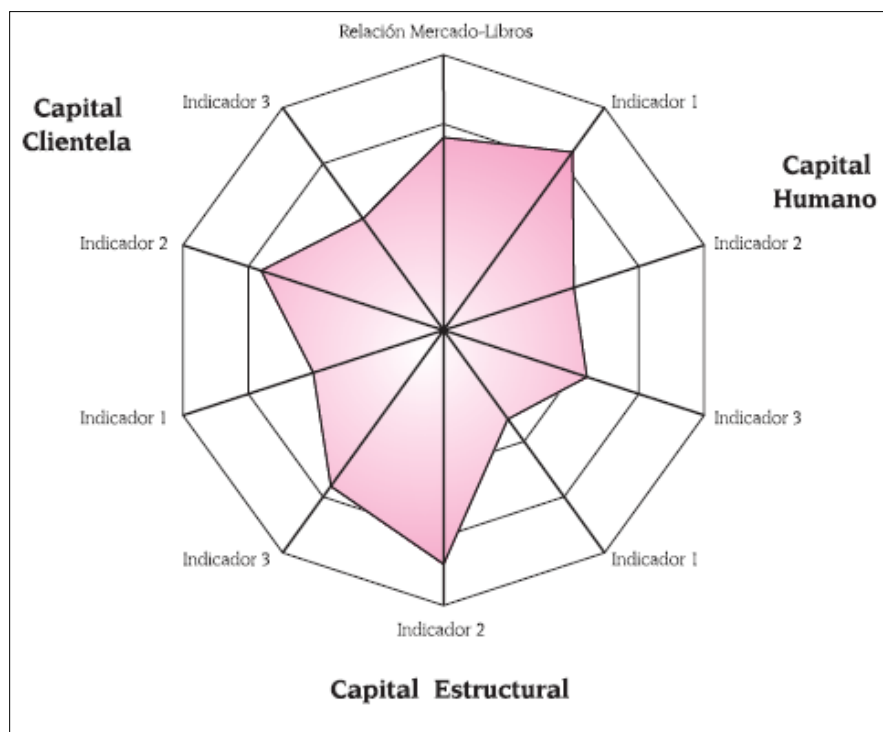 Relación Mercado-Libros
Indicador 3
Indicador 1
Capital
Clientela
Capital
Humano
Indicador 2
Indicador 2
Indicador 1
Indicador 3
Indicador 3
Indicador 1
Indicador 2
Capital Estructural